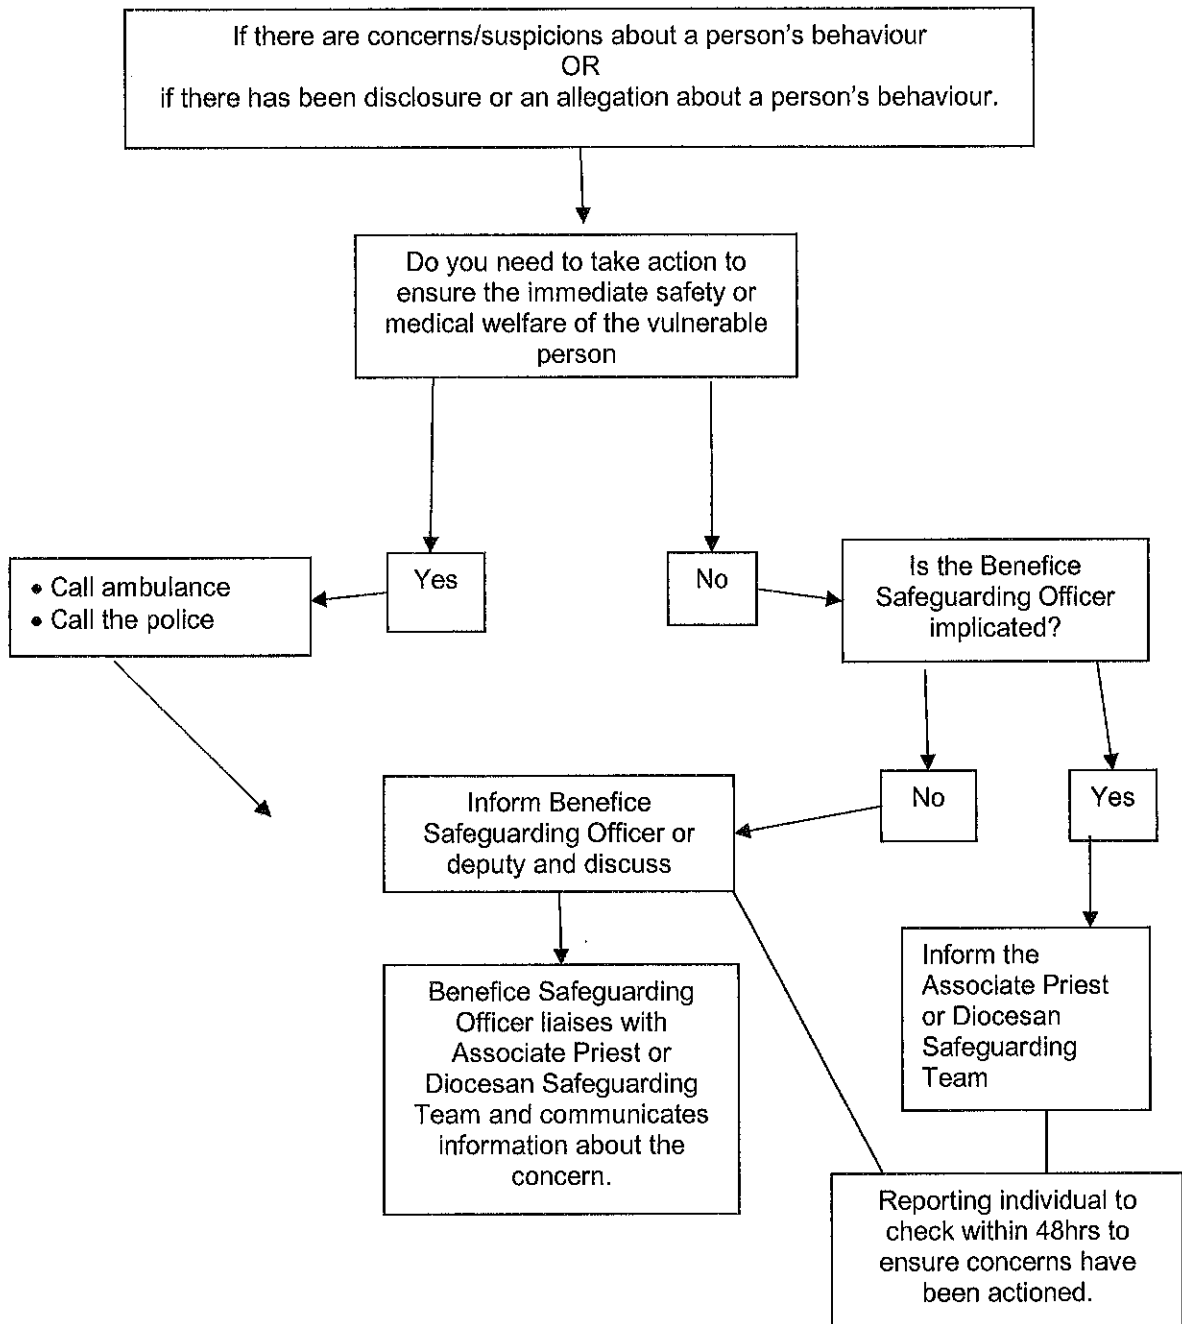 If there are concerns/suspicions about a person's behaviour
OR
if there has been disclosure or an allegation about a person's behaviour.
Do you need to take action to
ensure the immediate safety or
medical welfare of the vulnerable
person
Yes
No
• Call ambulance
• Call the police
Is the Benefice
Safeguarding Officer
implicated?
No
Yes
Inform Benefice
Safeguarding Officer or
deputy and discuss
Inform the
Associate Priest
or Diocesan
Safeguarding
Team
Benefice Safeguarding
Officer liaises with
Associate Priest or
Diocesan Safeguarding
Team and communicates
information about the
concern.
Reporting individual to
check within 48hrs to
ensure concerns have
been actioned.